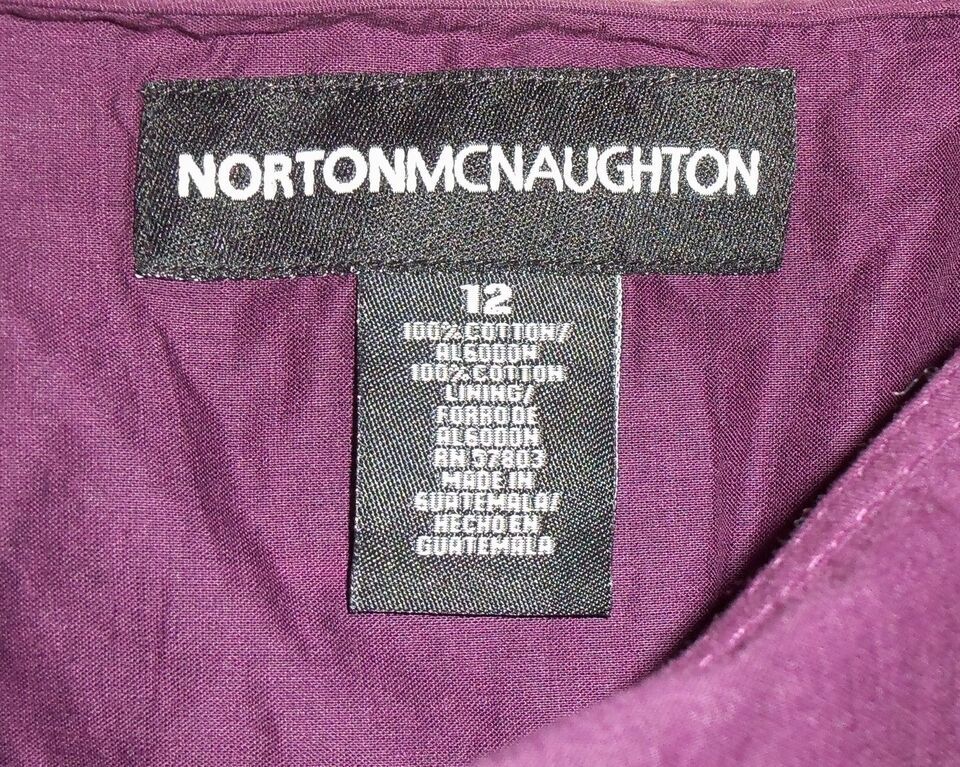 NORTONMCNAUGHTON
12
100% COTTON/
ALGODON
100% COTTON
LINING/
FORRO DE
ALGODON
RN 57803
MADE IN
GUATEMALA/
HECHO EN
GUATEMALA